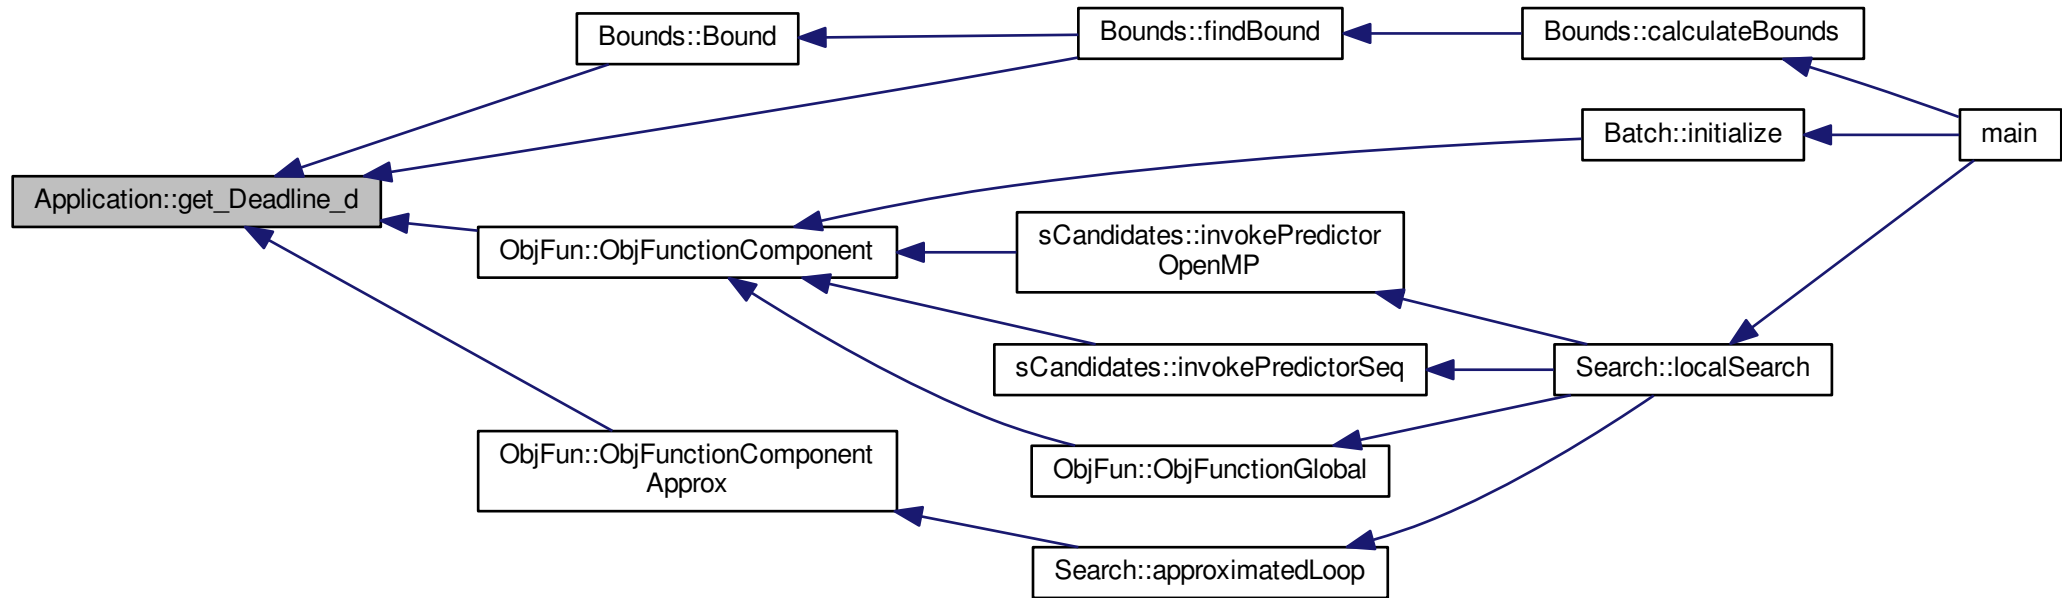 Bounds::Bound
Bounds::findBound
Bounds::calculateBounds
Batch::initialize
main
Application::get_Deadline_d
ObjFun::ObjFunctionComponent
sCandidates::invokePredictor
OpenMP
sCandidates::invokePredictorSeq
Search::localSearch
ObjFun::ObjFunctionComponent
Approx
ObjFun::ObjFunctionGlobal
Search::approximatedLoop